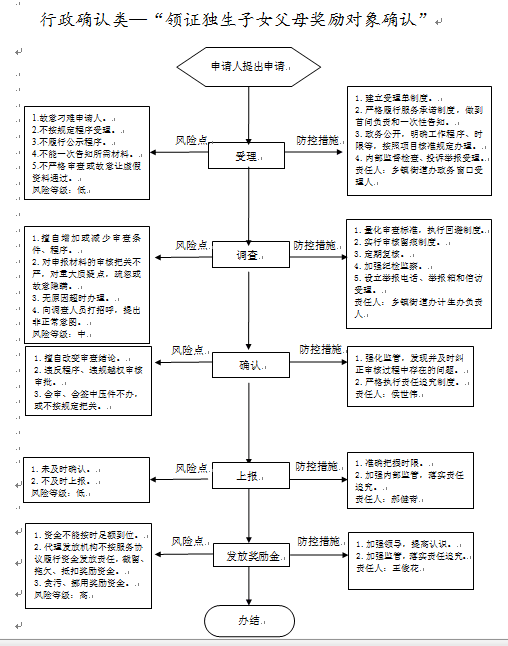 行政确认类—“领证独生子女父母奖励对象确认”
申请人提出申请
1.故意刁难申请人。
2.不按规定程序受理。
3.不履行公示程序。
4.不能一次告知所需材料。
5.不严格审查或故意让虚假
资料通过。
风险等级：低
风险点
受理
防控措施
1. 建立受理单制度。
2. 严格履行服务承诺制度，做到
首问负责和一次性告知。
3. 政务公开，明确工作程序、时
限等，按照项目核准规定办理。
4. 内部监督检查、投诉举报受理。
责任人：乡镇街道办政务窗口受
理人
1. 擅自增加或减少审查条
件、程序。
2. 对申报材料的审核把关不
严，对重大质疑点，疏忽或
故意隐瞒。
3. 无原因超时办理。
4. 向调查人员打招呼，提出
非正常意图。
风险等级：中
风险点
调查
防控措施
1. 量化审查标准，执行回避制度。
2. 实行审核留痕制度。
3. 定期复核。
4. 加强纪检监察。
5. 设立举报电话、举报箱和信访
受理。
责任人：乡镇街道办计生办负责
人
1. 擅自改变审查结论。
2. 违反程序、违规越权审核
审批。
3. 会审、会签中压件不办，
或不按规定把关。
风险点
确认
防控措施
1. 强化监管，发现并及时纠
正审核过程中存在的问题。
2. 严格执行责任追究制度。
责任人：侯世伟
1. 未及时确认。
2. 不及时上报。
风险等级：低
风险点
上报
防控措施
1. 准确把握时限。
2. 加强内部监管，落实责任
追究。
责任人：郝健
1. 资金不能按时足额到位。
2. 代理发放机构不按服务协
议履行资金发放责任，截留、
拖欠、抵扣奖励资金。
3. 贪污、挪用奖励资金。
风险等级：高
风险点
发放奖励金
防控措施
1. 加强领导，提高认识。
2. 加强监管，落实责任追究。
责任人：王俊花
办结